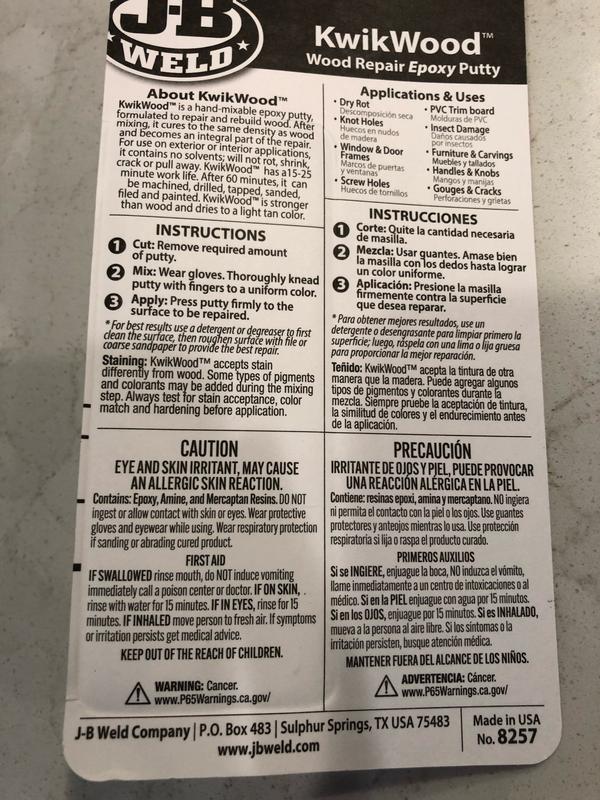 J-B
WELD
KwikWood™
Wood Repair Epoxy Putty
About KwikWood™
KwikWood™ is a hand-mixable epoxy putty,
formulated to repair and rebuild wood. After
mixing, it cures to the same density as wood
and becomes an integral part of the repair.
For use on exterior or interior applications,
it contains no solvents; will not rot, shrink,
crack or pull away. KwikWood™ has a15-25
minute work life. After 60 minutes, it can
be machined, drilled, tapped, sanded,
filed and painted. KwikWood™ is stronger
than wood and dries to a light tan color.
Applications & Uses
• Dry Rot
Descomposición seca
• Knot Holes
Huecos en nudos
de madera
• Window & Door
Frames
Marcos de puertas
y ventanas
• Screw Holes
Huecos de tornillos
• PVC Trim board
Molduras de PVC
• Insect Damage
Daños causados
por insectos
• Furniture & Carvings
Muebles y tallados
• Handles & Knobs
Mangos y manijas
• Gouges & Cracks
Perforaciones y grietas
INSTRUCTIONS
1 Cut: Remove required amount
of putty.
2 Mix: Wear gloves. Thoroughly knead
putty with fingers to a uniform color.
3 Apply: Press putty firmly to the
surface to be repaired.
* For best results use a detergent or degreaser to first
clean the surface, then roughen surface with file or
coarse sandpaper to provide the best repair.
Staining: KwikWood™ accepts stain
differently from wood. Some types of pigments
and colorants may be added during the mixing
step. Always test for stain acceptance, color
match and hardening before application.
INSTRUCCIONES
1 Corte: Quite la cantidad necesaria
de masilla.
2 Mezcla: Usar guantes. Amase bien
la masilla con los dedos hasta lograr
un color uniforme.
3 Aplicación: Presione la masilla
firmemente contra la superficie
que desea reparar.
* Para obtener mejores resultados, use un
detergente o desengrasante para limpiar primero la
superficie; luego, ráspela con una lima o lija gruesa
para proporcionar la mejor reparación.
Teñido: KwikWood™ acepta la tintura de otra
manera que la madera. Puede agregar algunos
tipos de pigmentos y colorantes durante la
mezcla. Siempre pruebe la aceptación de tintura,
la similitud de colores y el endurecimiento antes
de la aplicación.
CAUTION
EYE AND SKIN IRRITANT, MAY CAUSE
AN ALLERGIC SKIN REACTION.
Contains: Epoxy, Amine, and Mercaptan Resins. DO NOT
ingest or allow contact with skin or eyes. Wear protective
gloves and eyewear while using. Wear respiratory protection
if sanding or abrading cured product.
FIRST AID
IF SWALLOWED rinse mouth, do NOT induce vomiting
immediately call a poison center or doctor. IF ON SKIN,
rinse with water for 15 minutes. IF IN EYES, rinse for 15
minutes. IF INHALED move person to fresh air. If symptoms
or irritation persists get medical advice.
KEEP OUT OF THE REACH OF CHILDREN.
WARNING: Cancer.
www.P65Warnings.ca.gov/
PRECAUCIÓN
IRRITANTE DE OJOS Y PIEL, PUEDE PROVOCAR
UNA REACCIÓN ALÉRGICA EN LA PIEL.
Contiene: resinas epoxi, amina y mercaptano. NO ingiera
ni permita el contacto con la piel o los ojos. Use guantes
protectores y anteojos mientras lo usa. Use protección
respiratoria si lija o raspa el producto curado.
PRIMEROS AUXILIOS
Si se INGIERE, enjuague la boca, NO induzca el vómito,
llame inmediatamente a un centro de intoxicaciones o al
médico. Si en la PIEL enjuague con agua por 15 minutos.
Si en los OJOS, enjuague por 15 minutos. Si es INHALADO,
mueva a la persona al aire libre. Si los síntomas o la
irritación persisten, busque atención médica.
MANTENER FUERA DEL ALCANCE DE LOS NIÑOS.
ADVERTENCIA: Cáncer.
www.P65Warnings.ca.gov/
J-B Weld Company | P.O. Box 483 | Sulphur Springs, TX USA 75483
www.jbweld.com
Made in USA
No. 8257